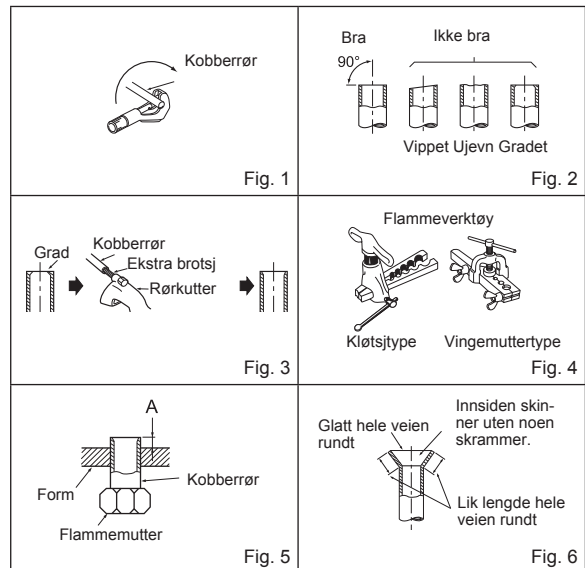 Kobberrør
Fig. 1
Bra
Ikke bra
90°
Vippet Ujevn Gradet
Fig. 2
Grad
Kobberrør
Ekstra brotsj
Rørkutter
Fig. 3
Flammeverktøy
Kløtsjtype
Vingemuttertype
Fig. 4
A
Form
Kobberrør
Flammemutter
Fig. 5
Glatt hele veien
rundt
Innsiden skin-
ner uten noen
skrammer.
Lik lengde hele
veien rundt
Fig. 6